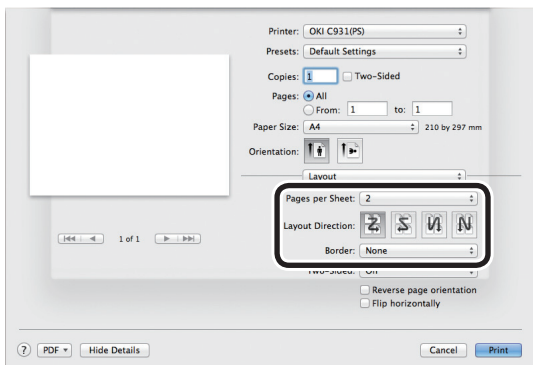 Printer: OKI C931(PS)
Presets: Default Settings
Copies: 1 Two-Sided
Pages: All
From: 1 to: 1
Paper Size: A4 210 by 297 mm
Orientation:
Layout
Pages per Sheet: 2
Layout Direction:
1 of 1
Border: None
Two-Sided: Off
Reverse page orientation
Flip horizontally
? PDF Hide Details Cancel Print